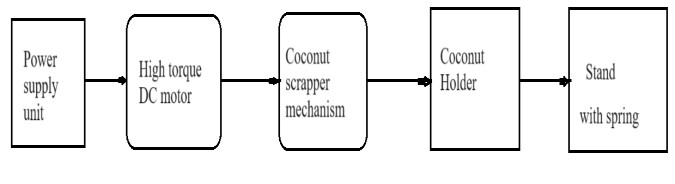 Power
supply
unit
High torque
DC motor
Coconut
scrapper
mechanism
Coconut
Holder
Stand
with spring